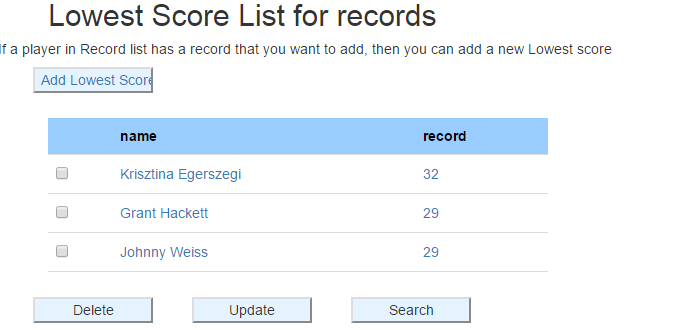 Lowest Score List for records
If a player in Record list has a record that you want to add, then you can add a new Lowest score
Add Lowest Score
name record
Krisztina Egerszegi 32
Grant Hackett 29
Johnny Weiss 29
Delete Update Search